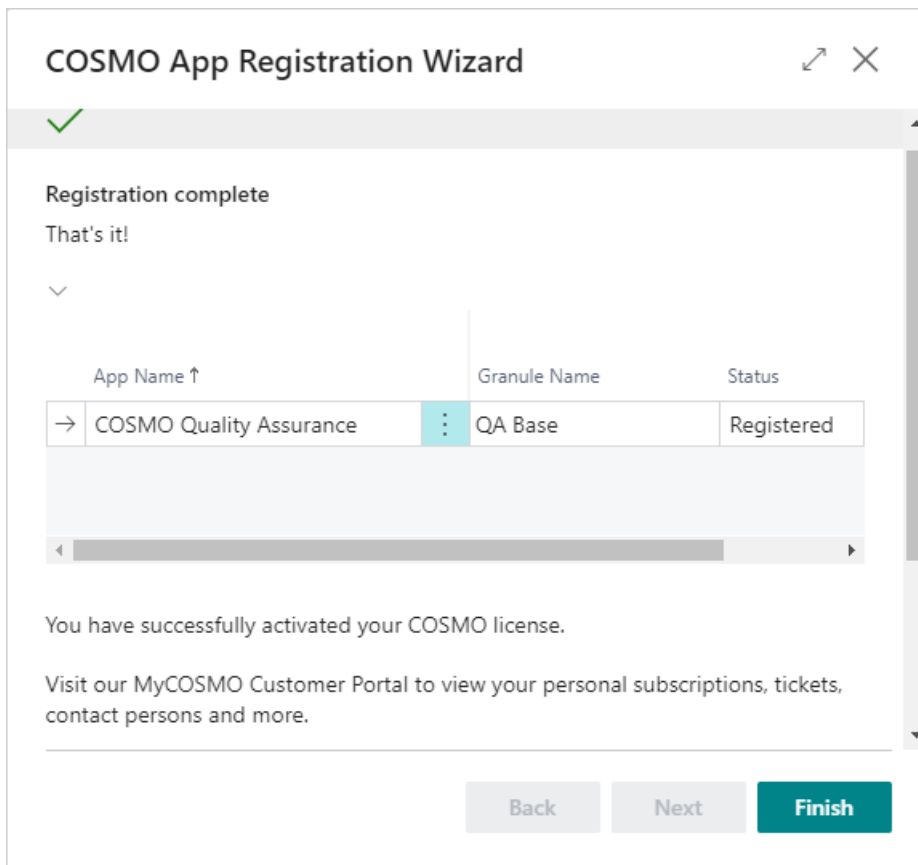 COSMO App Registration Wizard
Registration complete
That's it!
App Name ↑ Granule Name Status
COSMO Quality Assurance QA Base Registered
You have successfully activated your COSMO license.
Visit our MyCOSMO Customer Portal to view your personal subscriptions, tickets,
contact persons and more.
Back Next Finish